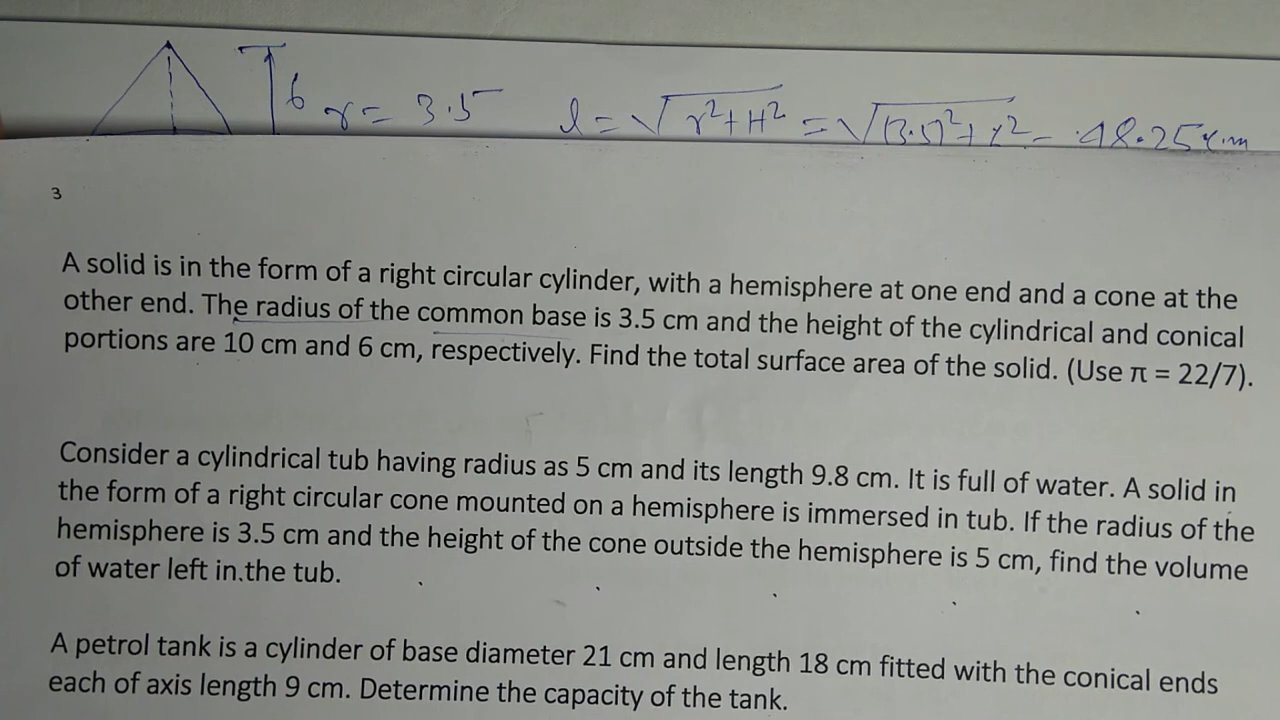 6 r = 3.5 l = √r²+H² = √(3.5)²+6² = 48.25 cm
3
A solid is in the form of a right circular cylinder, with a hemisphere at one end and a cone at the
other end. The radius of the common base is 3.5 cm and the height of the cylindrical and conical
portions are 10 cm and 6 cm, respectively. Find the total surface area of the solid. (Use π = 22/7).
Consider a cylindrical tub having radius as 5 cm and its length 9.8 cm. It is full of water. A solid in
the form of a right circular cone mounted on a hemisphere is immersed in tub. If the radius of the
hemisphere is 3.5 cm and the height of the cone outside the hemisphere is 5 cm, find the volume
of water left in.the tub.
A petrol tank is a cylinder of base diameter 21 cm and length 18 cm fitted with the conical ends
each of axis length 9 cm. Determine the capacity of the tank.